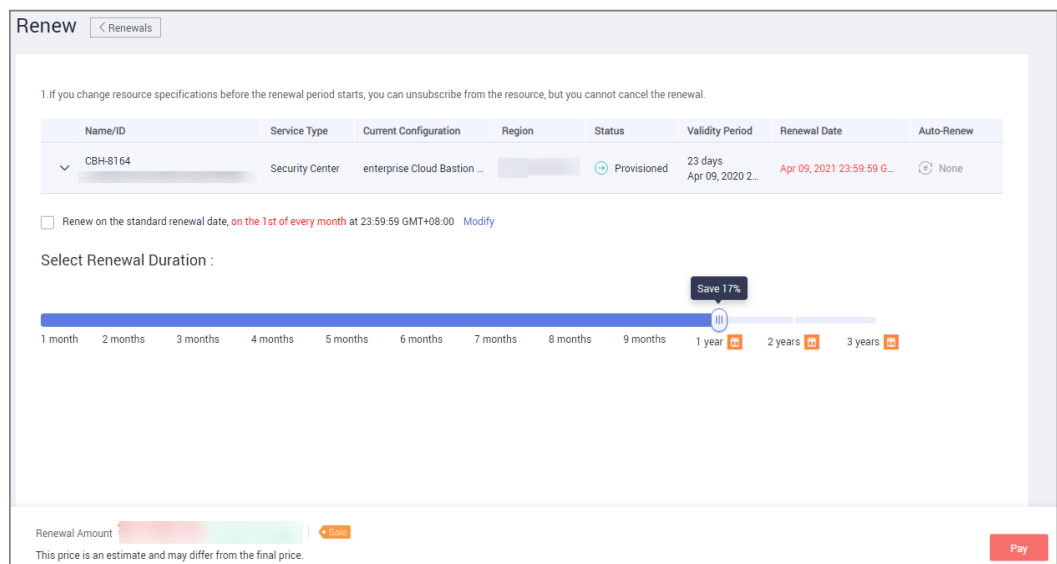 Renew < Renewals
1.If you change resource specifications before the renewal period starts, you can unsubscribe from the resource, but you cannot cancel the renewal.
Name/ID Service Type Current Configuration Region Status Validity Period Renewal Date Auto-Renew
CBH-8164 Security Center enterprise Cloud Bastion ... Provisioned 23 days Apr 09, 2021 23:59:59 G... None
Apr 09, 2020 2...
Renew on the standard renewal date, on the 1st of every month at 23:59:59 GMT+08:00 Modify
Select Renewal Duration :
Save 17%
1 month 2 months 3 months 4 months 5 months 6 months 7 months 8 months 9 months 1 year 2 years 3 years
Renewal Amount Sale
This price is an estimate and may differ from the final price.
Pay